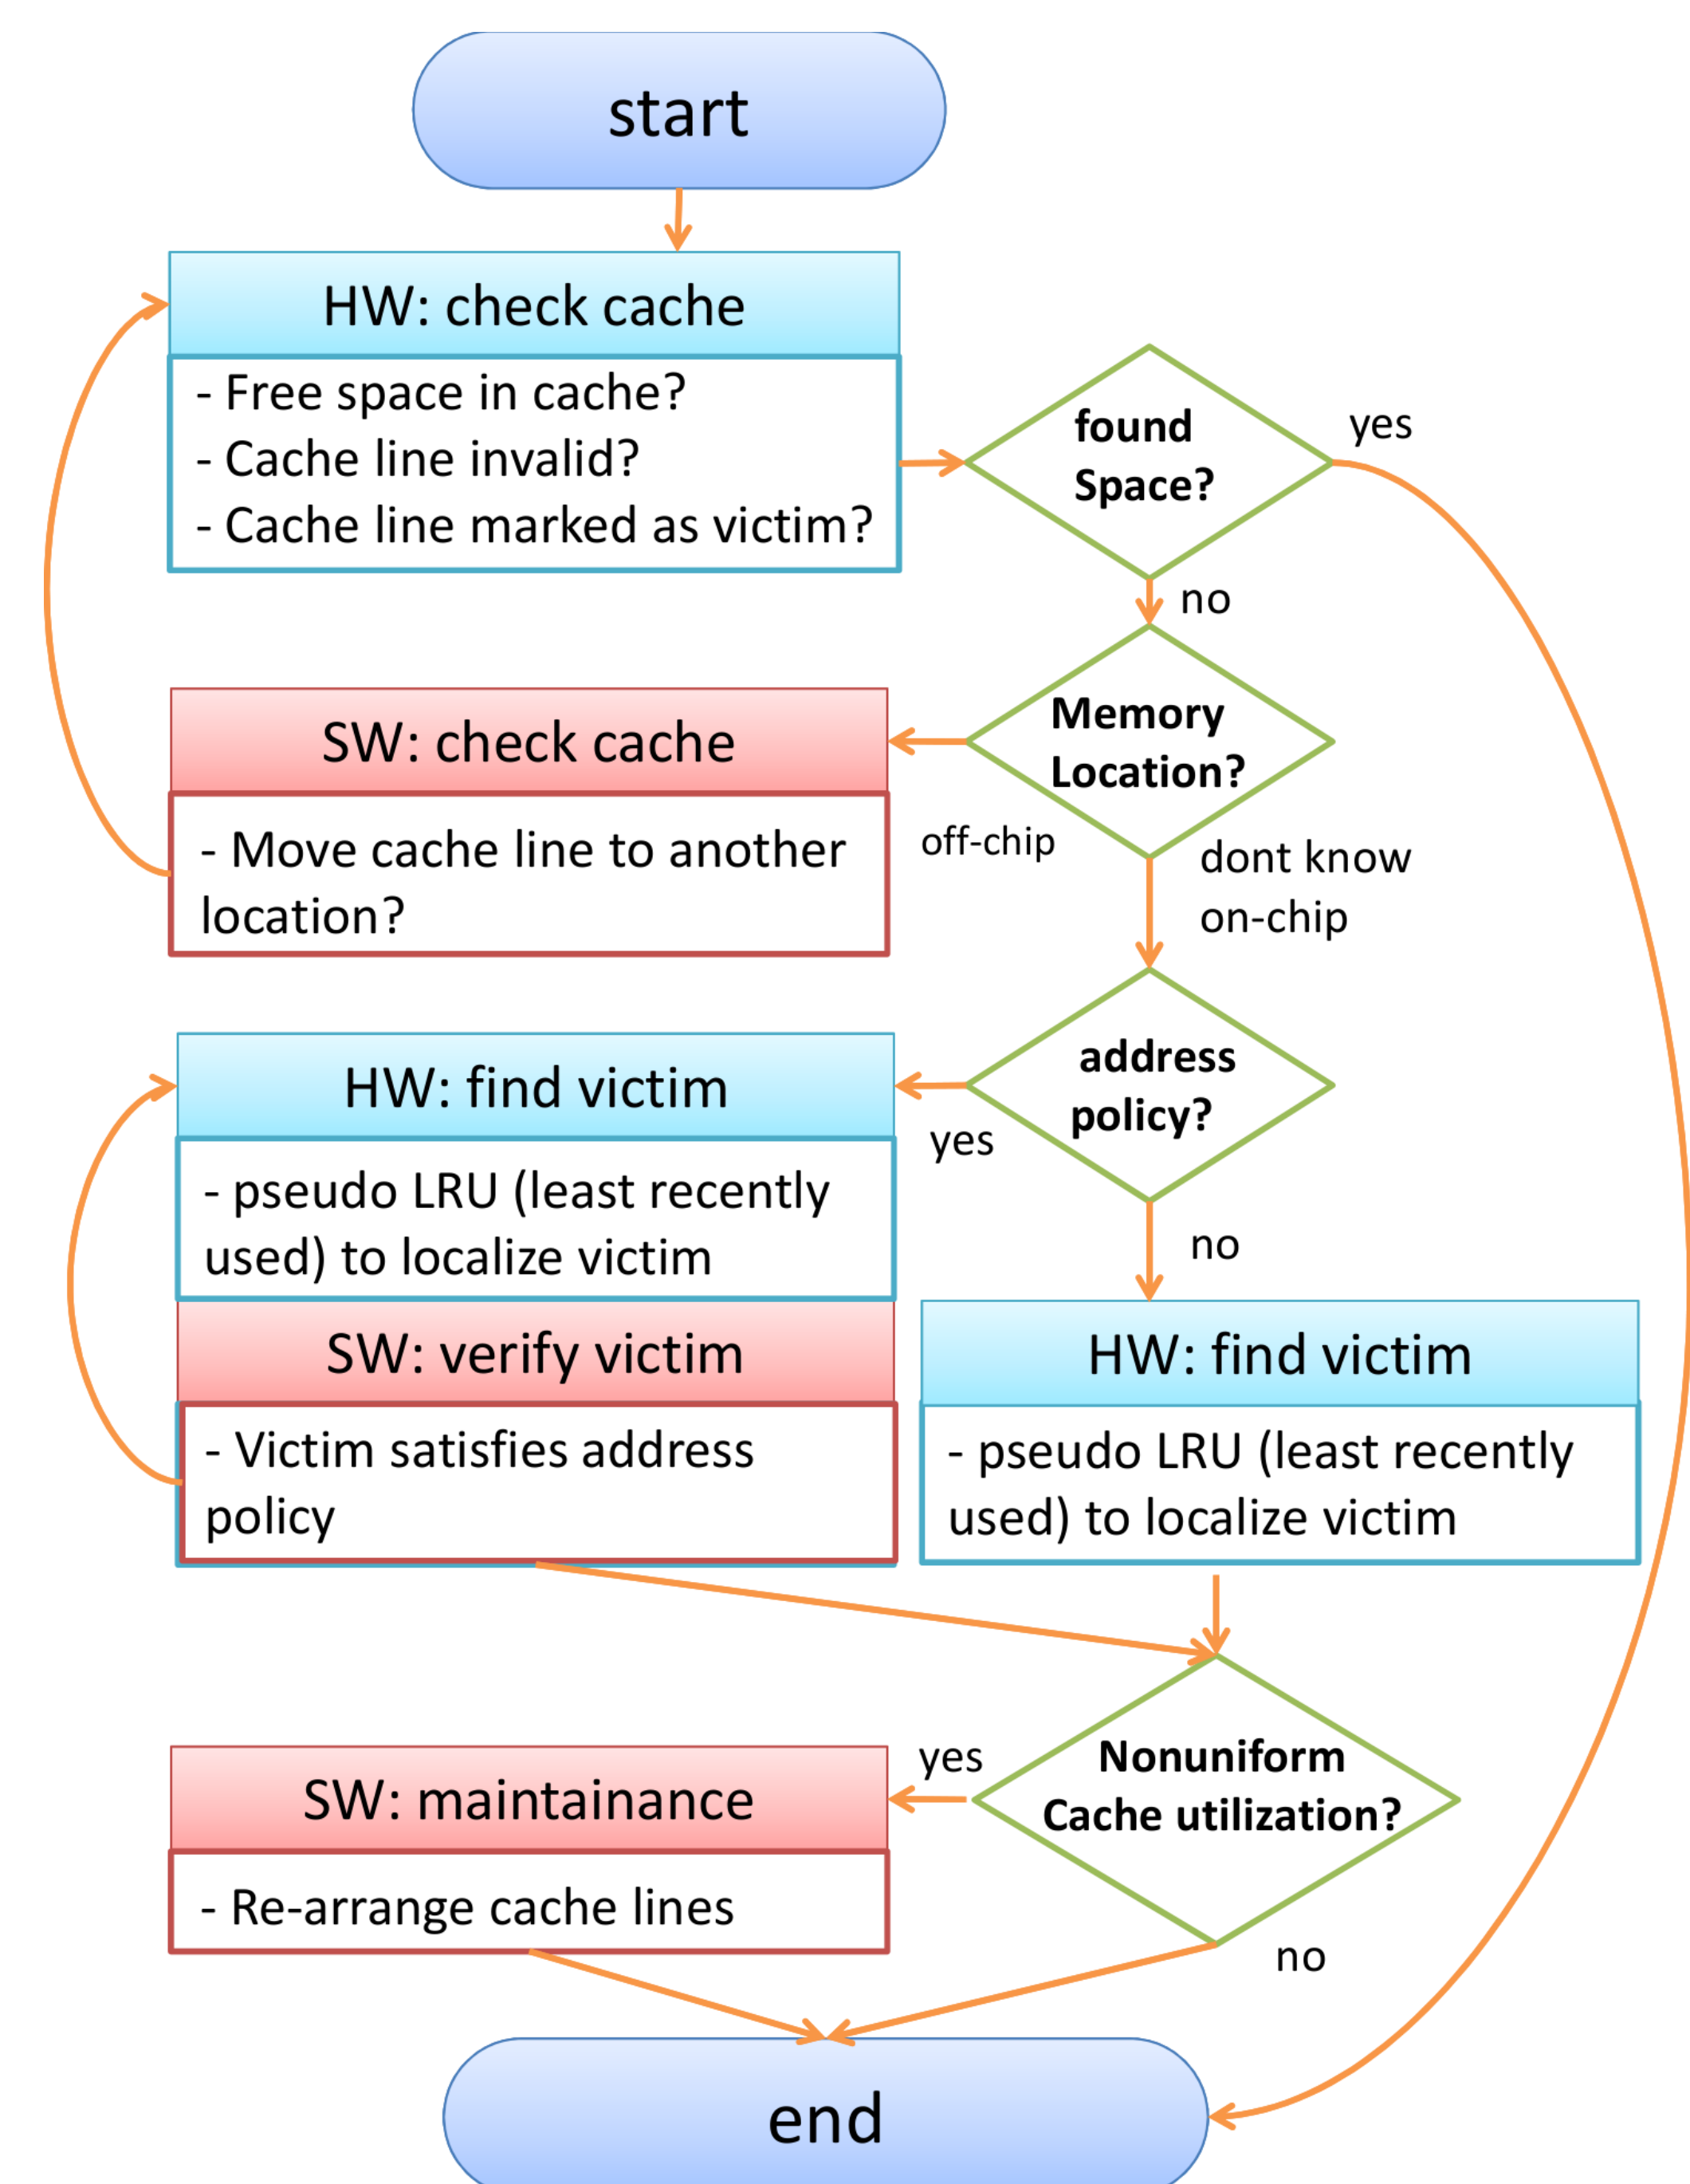 start
HW: check cache
- Free space in cache?
- Cache line invalid?
- Cache line marked as victim?
found
Space?
yes
no
Memory
Location?
off-chip
dont know
on-chip
SW: check cache
- Move cache line to another
location?
address
policy?
yes
no
HW: find victim
- pseudo LRU (least recently
used) to localize victim
SW: verify victim
- Victim satisfies address
policy
HW: find victim
- pseudo LRU (least recently
used) to localize victim
Nonuniform
Cache utilization?
yes
no
SW: maintainance
- Re-arrange cache lines
end